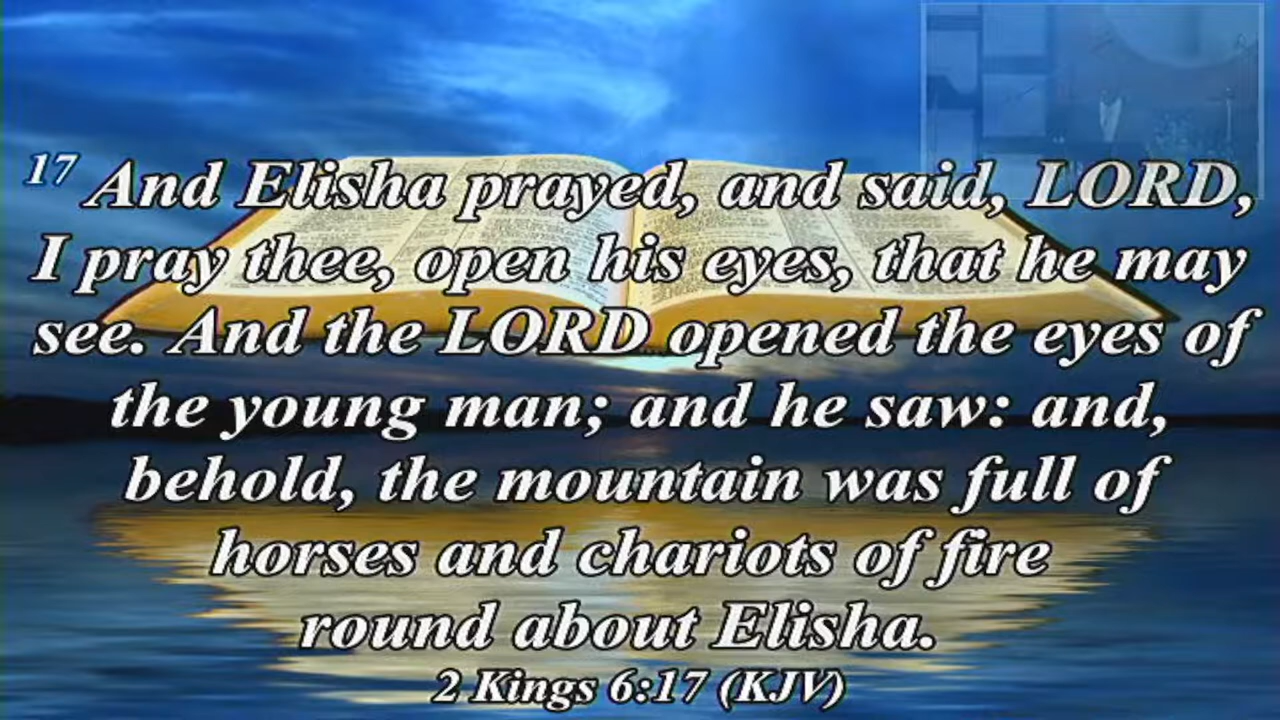 17 And Elisha prayed, and said, LORD,
I pray thee, open his eyes, that he may
see. And the LORD opened the eyes of
the young man; and he saw: and,
behold, the mountain was full of
horses and chariots of fire
round about Elisha.
2 Kings 6:17 (KJV)